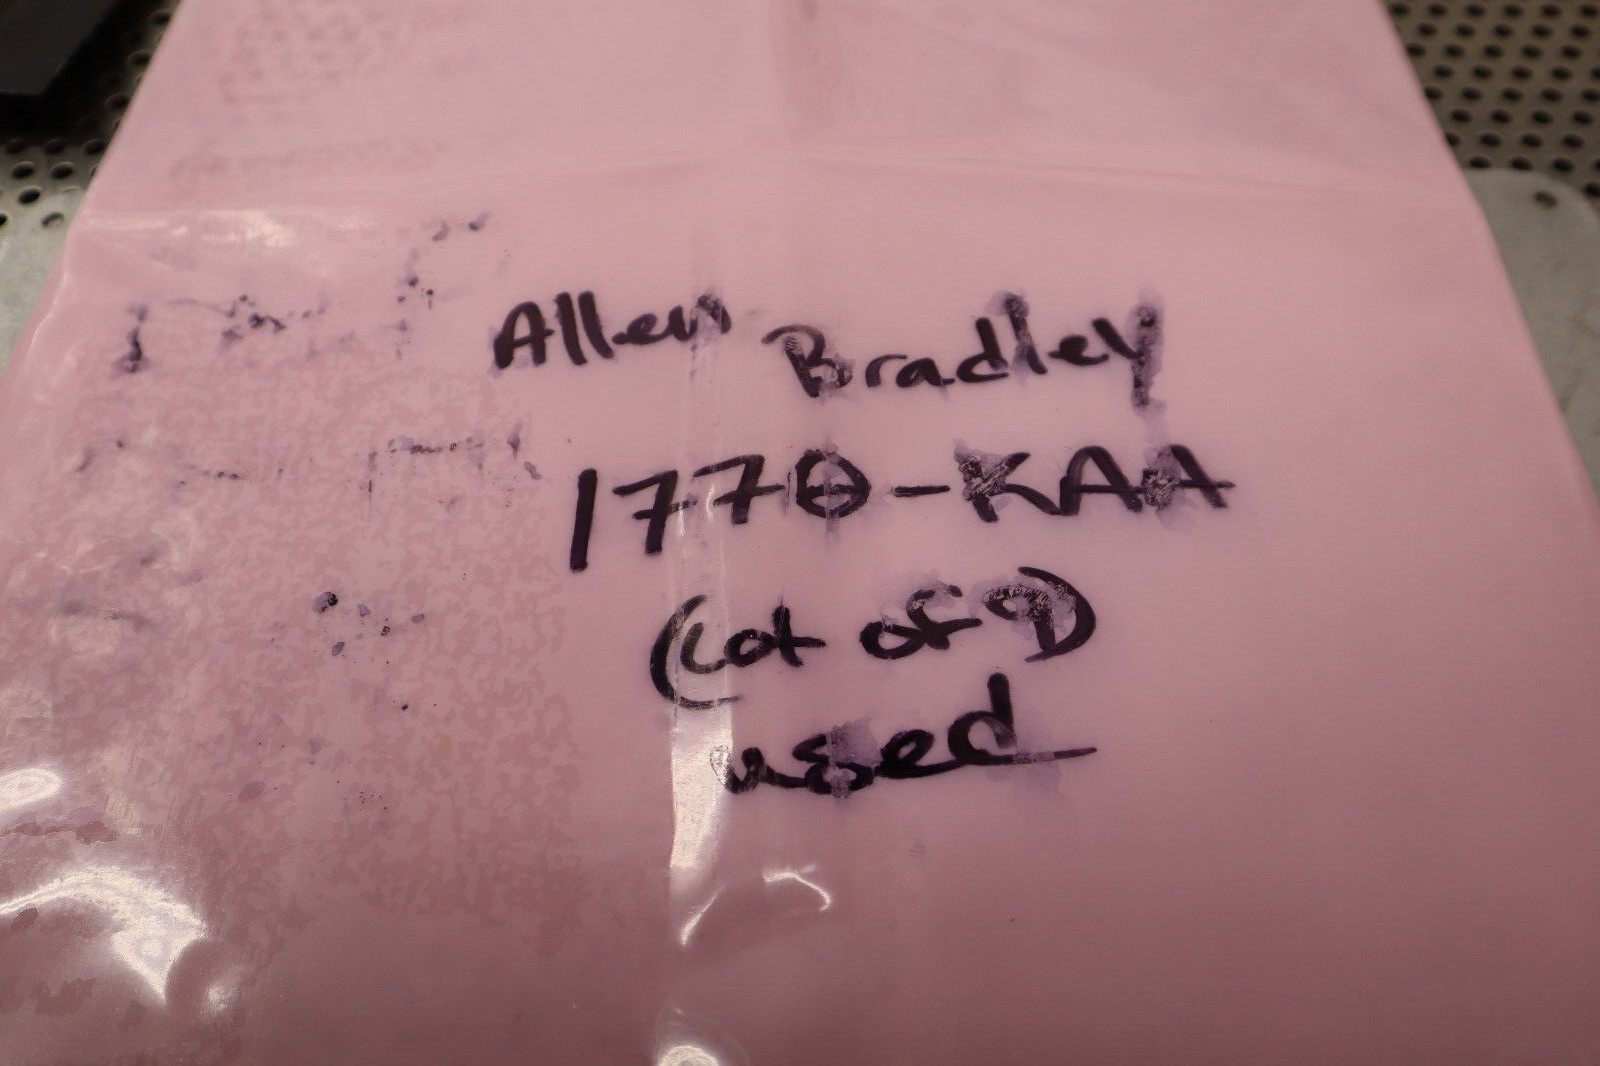 Allen Bradley
1770-KAA
(Lot of 9)
used